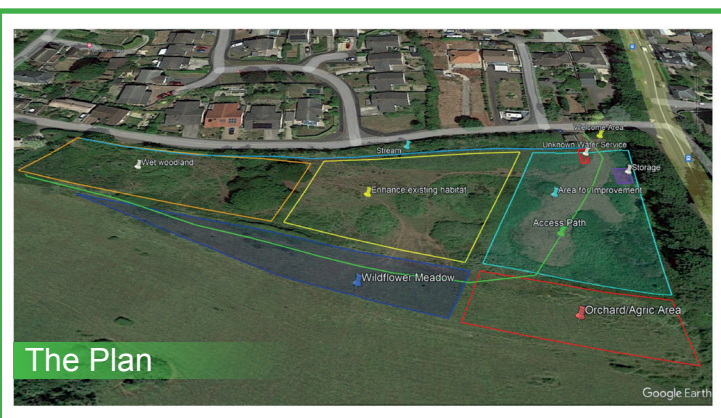 Welcome Area
Unknown Water Service
Stream
Wet woodland
Storage
Enhance existing habitat
Area for Improvement
Access Path
Wildflower Meadow
Orchard/Agric Area
The Plan
Google Earth